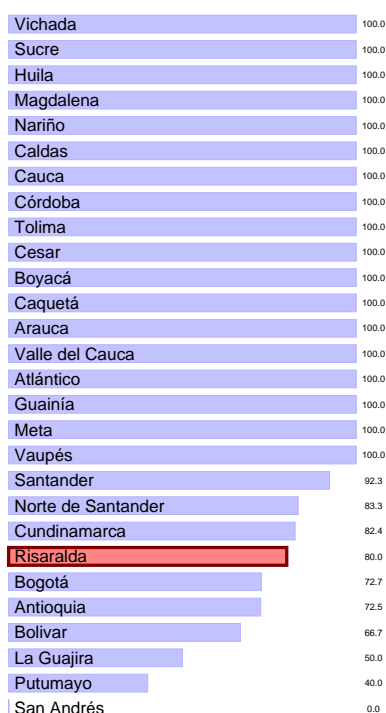 Vichada 100.0
Sucre 100.0
Huila 100.0
Magdalena 100.0
Nariño 100.0
Caldas 100.0
Cauca 100.0
Córdoba 100.0
Tolima 100.0
Cesar 100.0
Boyacá 100.0
Caquetá 100.0
Arauca 100.0
Valle del Cauca 100.0
Atlántico 100.0
Guainía 100.0
Meta 100.0
Vaupés 100.0
Santander 92.3
Norte de Santander 83.3
Cundinamarca 82.4
Risaralda 80.0
Bogotá 72.7
Antioquia 72.5
Bolivar 66.7
La Guajira 50.0
Putumayo 40.0
San Andrés 0.0